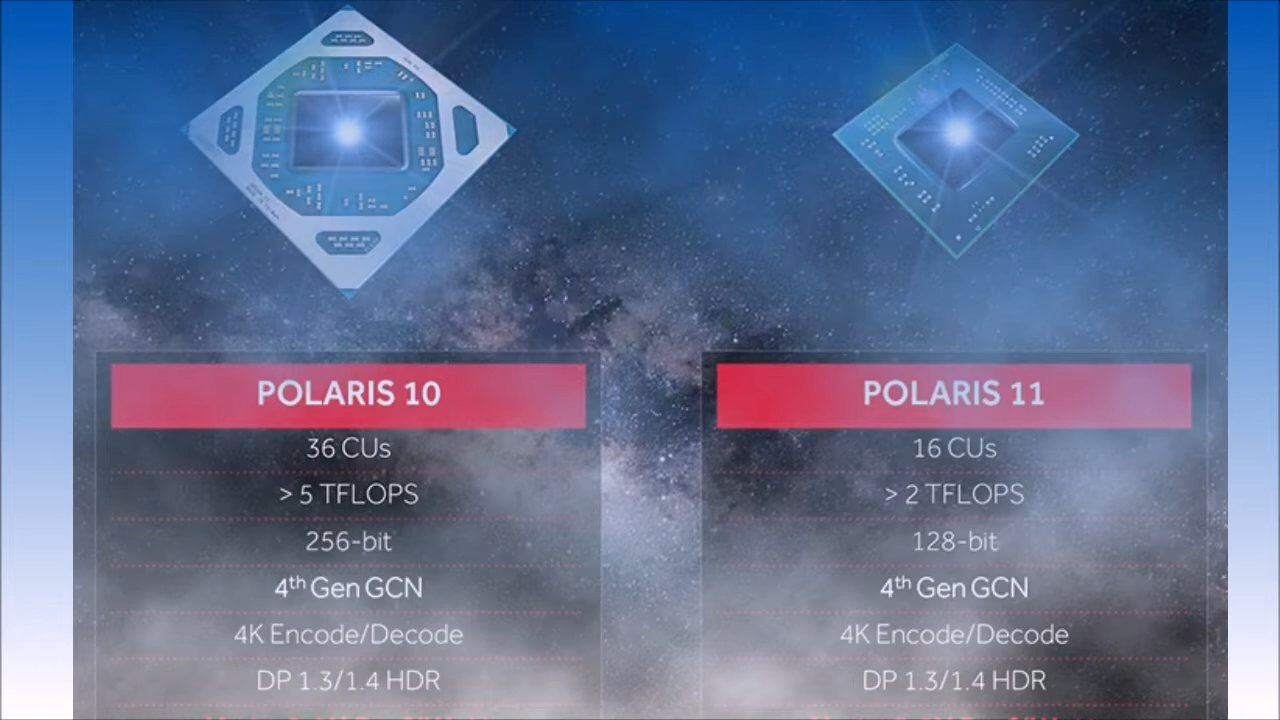 POLARIS 10
36 CUs
> 5 TFLOPS
256-bit
4th Gen GCN
4K Encode/Decode
DP 1.3/1.4 HDR
POLARIS 11
16 CUs
> 2 TFLOPS
128-bit
4th Gen GCN
4K Encode/Decode
DP 1.3/1.4 HDR